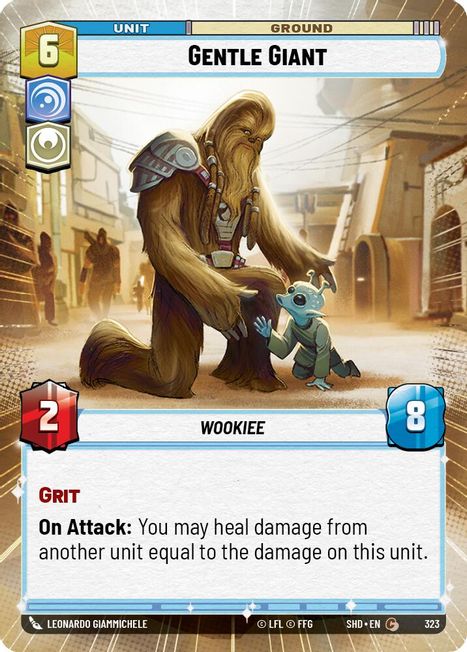 UNIT GROUND
6 GENTLE GIANT
2 WOOKIEE 8
GRIT
On Attack: You may heal damage from
another unit equal to the damage on this unit.
LEONARDO GIAMMICHELE © LFL © FFG SHD • EN C 323